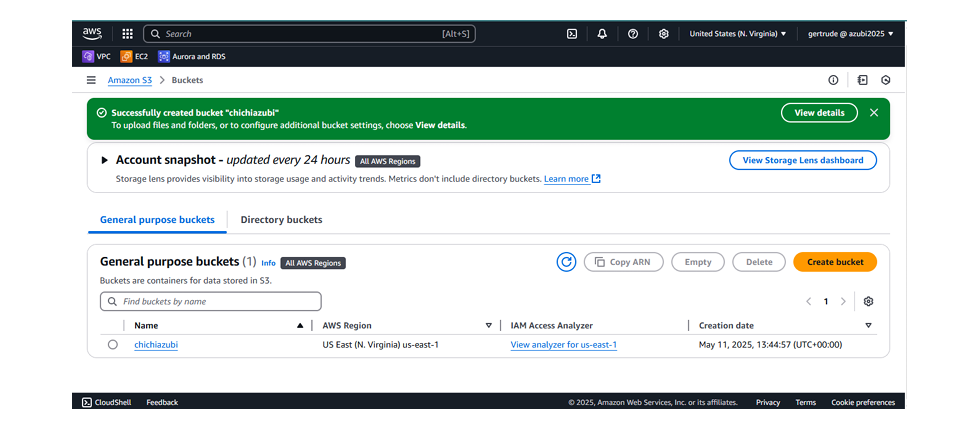 aws Search [Alt+S] United States (N. Virginia) gertrude @ azubi2025
VPC EC2 Aurora and RDS
Amazon S3 Buckets
Successfully created bucket "chichiazubi" View details
To upload files and folders, or to configure additional bucket settings, choose View details.
Account snapshot - updated every 24 hours All AWS Regions View Storage Lens dashboard
Storage lens provides visibility into storage usage and activity trends. Metrics don't include directory buckets. Learn more
General purpose buckets Directory buckets
General purpose buckets (1) Info All AWS Regions Copy ARN Empty Delete Create bucket
Buckets are containers for data stored in S3.
Find buckets by name 1
Name AWS Region IAM Access Analyzer Creation date
chichiazubi US East (N. Virginia) us-east-1 View analyzer for us-east-1 May 11, 2025, 13:44:57 (UTC+00:00)
CloudShell Feedback © 2025, Amazon Web Services, Inc. or its affiliates. Privacy Terms Cookie preferences